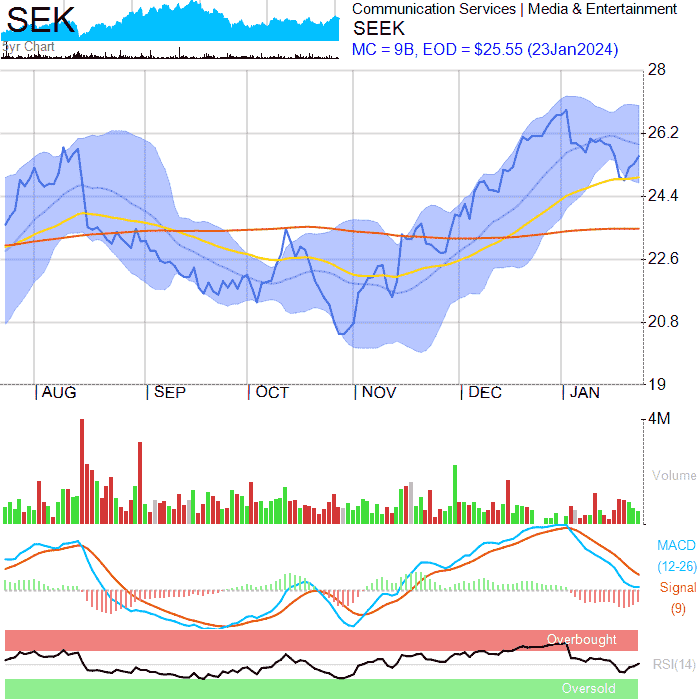 SEK
5yr Chart
Communication Services | Media & Entertainment
SEEK
MC = 9B, EOD = $25.55 (23Jan2024)
28
26.2
24.4
22.6
20.8
19
AUG SEP OCT NOV DEC JAN
4M
Volume
MACD
(12-26)
Signal
(9)
Overbought
RSI(14)
Oversold